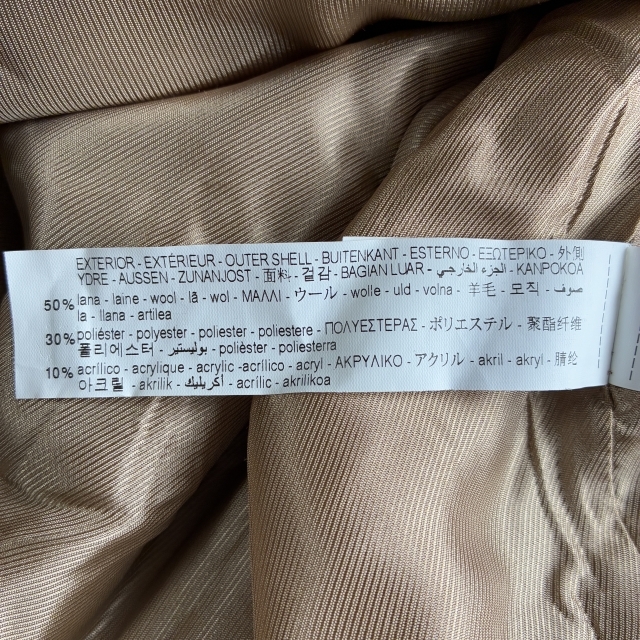 EXTERIOR - EXTÉRIEUR - OUTER SHELL - BUITENKANT - ESTERNO - ΕΞΩΤΕΡΙΚΟ - 外側
YDRE - AUSSEN - ZUNANJOST - 面料 - 겉감 - BAGIAN LUAR - الجزء الخارجي - KANPOKOA
50% lana - laine - wool - lã - wol - ΜΑΛΛΙ - ウール - wolle - uld - volna - 羊毛 - 모직 - صوف
la - llana - artilea
30% poliéster - polyester - poliester - poliestere - ΠΟΛΥΕΣΤΕΡΑΣ - ポリエステル - 聚酯纤维
폴리에스터 - بوليستير - polièster - poliesterra
10% acrílico - acrylique - acrylic - acrílico - acryl - ΑΚΡΥΛΙΚΟ - アクリル - akril - akryl - 腈纶
아크릴 - akrilik - أكريليك - acrílic - akrilikoa